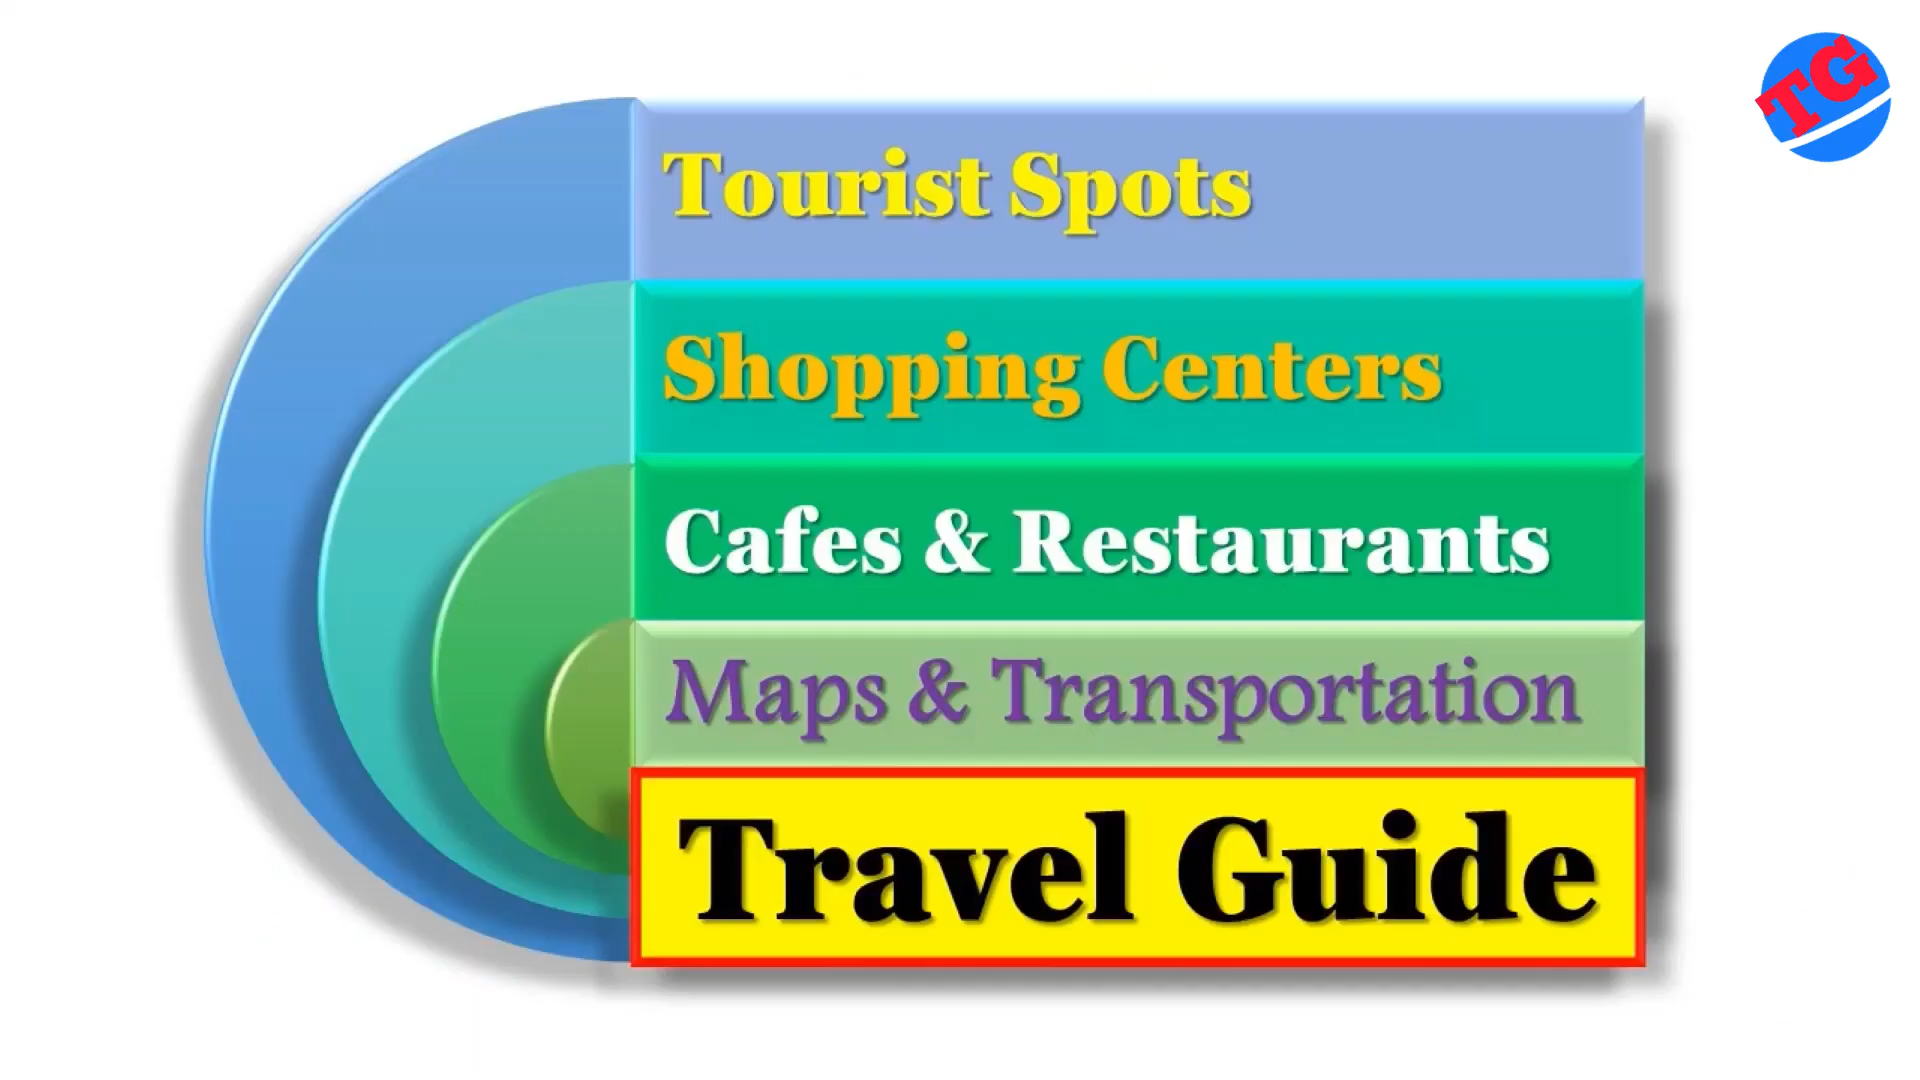 TG
Tourist Spots
Shopping Centers
Cafes & Restaurants
Maps & Transportation
Travel Guide